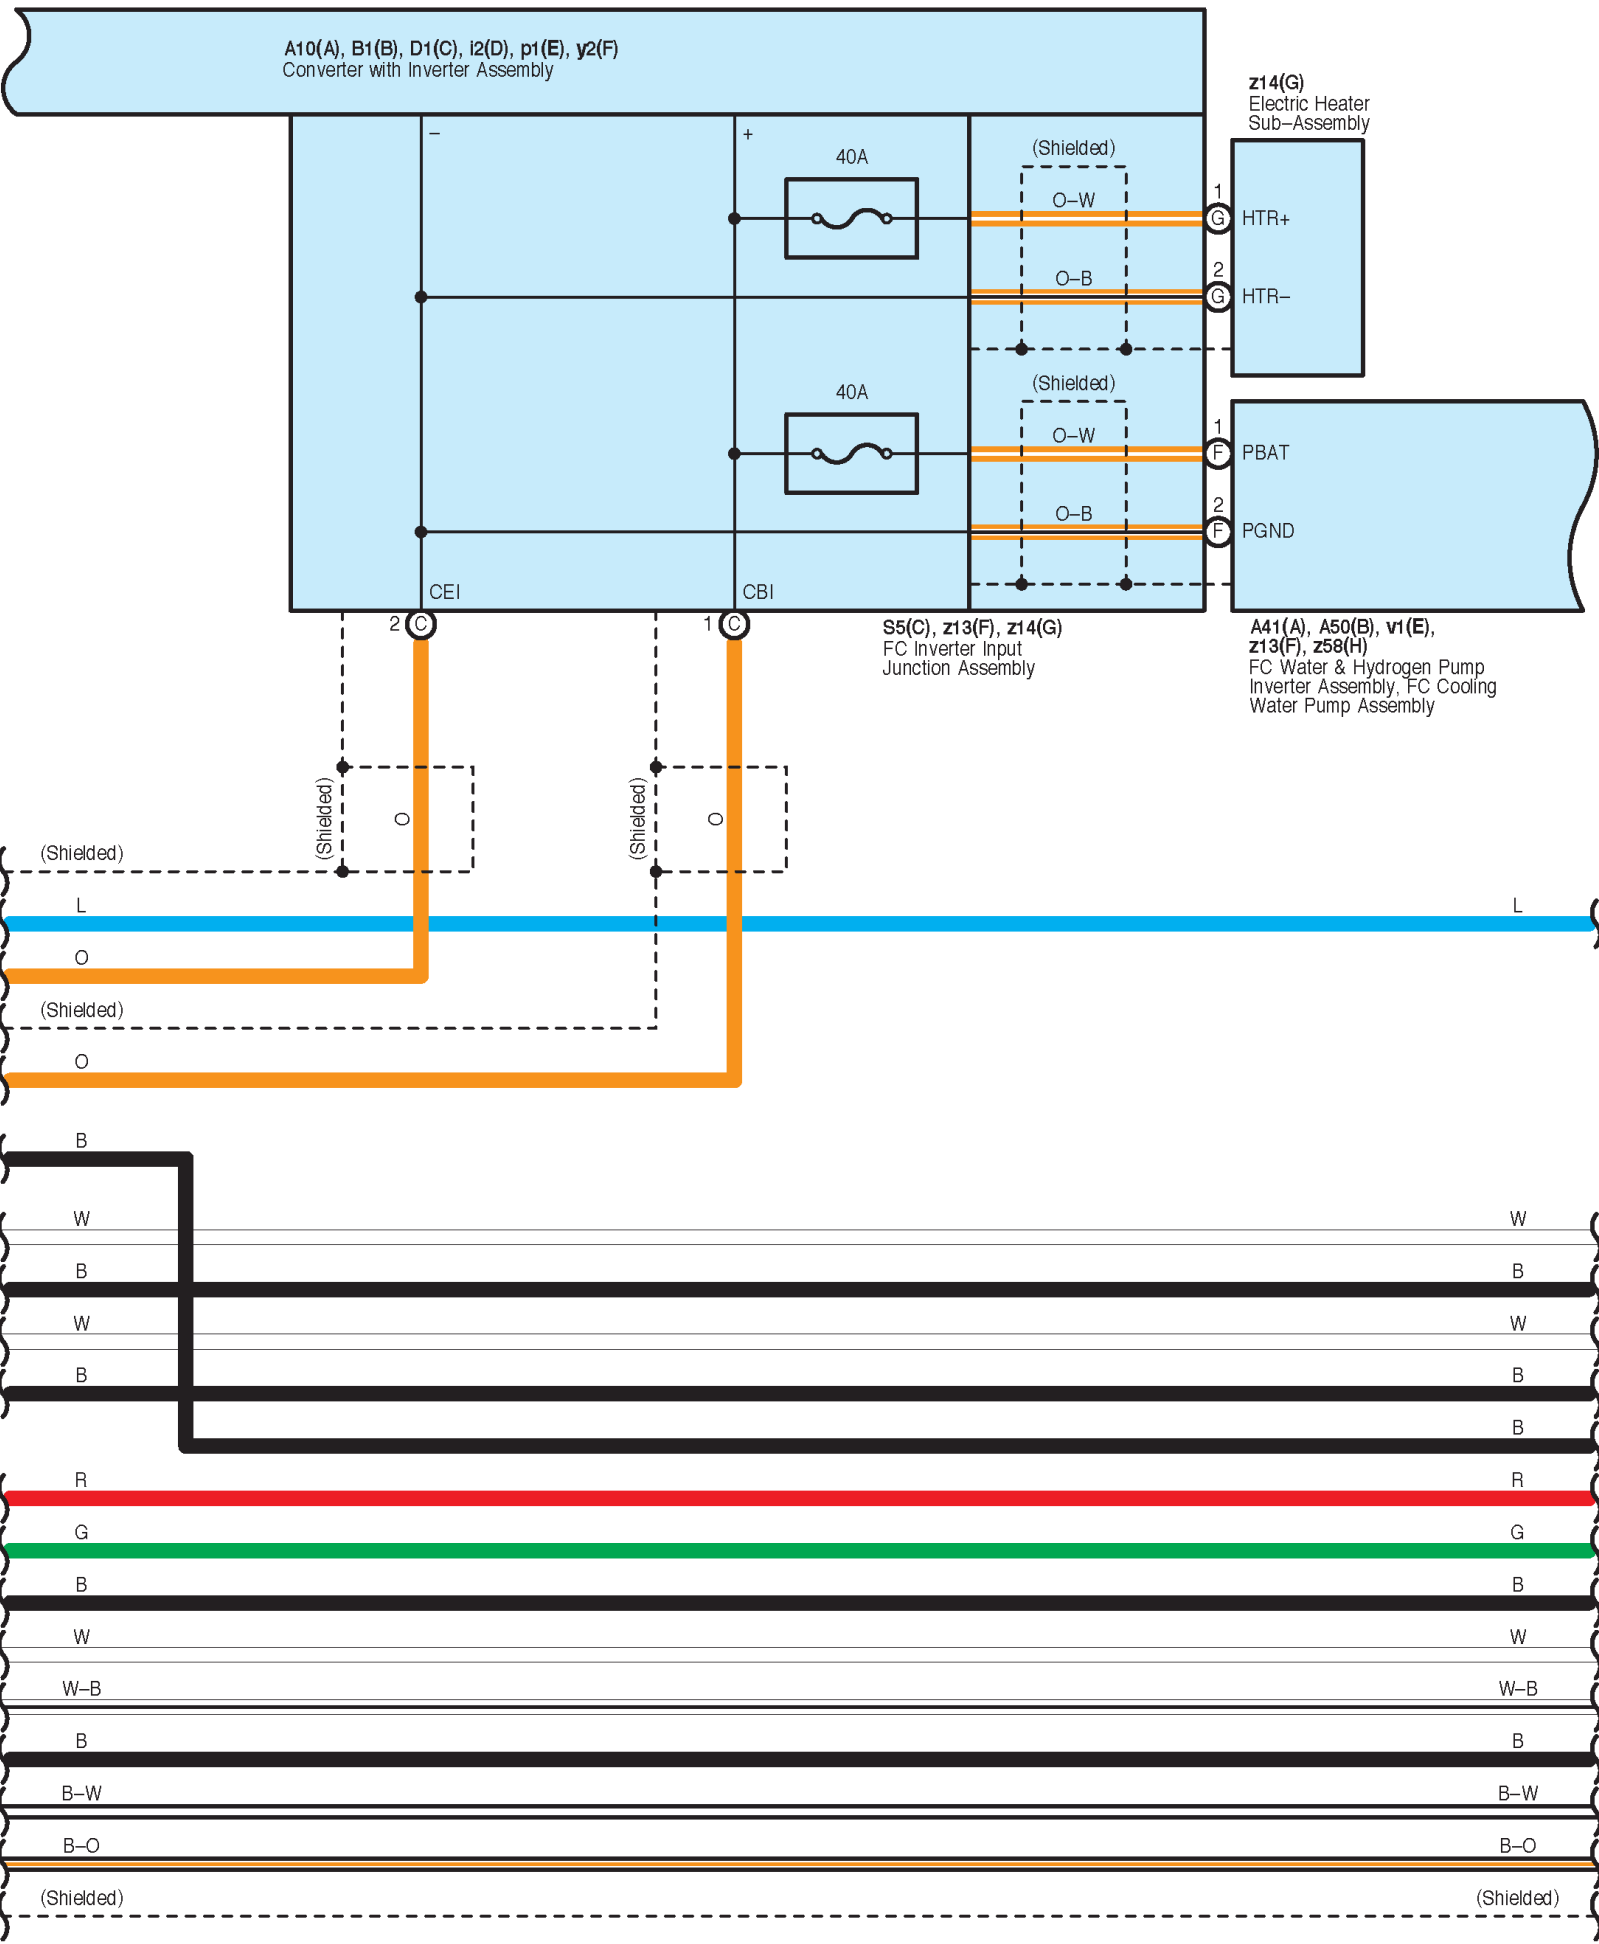 A10(A), B1(B), D1(C), i2(D), p1(E), y2(F)
Converter with Inverter Assembly
z14(G)
Electric Heater
Sub–Assembly
–
+
40A
(Shielded)
O–W
1
G
HTR+
O–B
2
G
HTR–
40A
(Shielded)
O–W
1
F
PBAT
O–B
2
F
PGND
CEI
CBI
2
C
1
C
S5(C), z13(F), z14(G)
FC Inverter Input
Junction Assembly
A41(A), A50(B), v1(E),
z13(F), z58(H)
FC Water & Hydrogen Pump
Inverter Assembly, FC Cooling
Water Pump Assembly
(Shielded)
O
(Shielded)
O
(Shielded)
L
L
O
(Shielded)
O
B
W
W
B
B
W
W
B
B
B
R
R
G
G
B
B
W
W
W–B
W–B
B
B
B–W
B–W
B–O
B–O
(Shielded)
(Shielded)